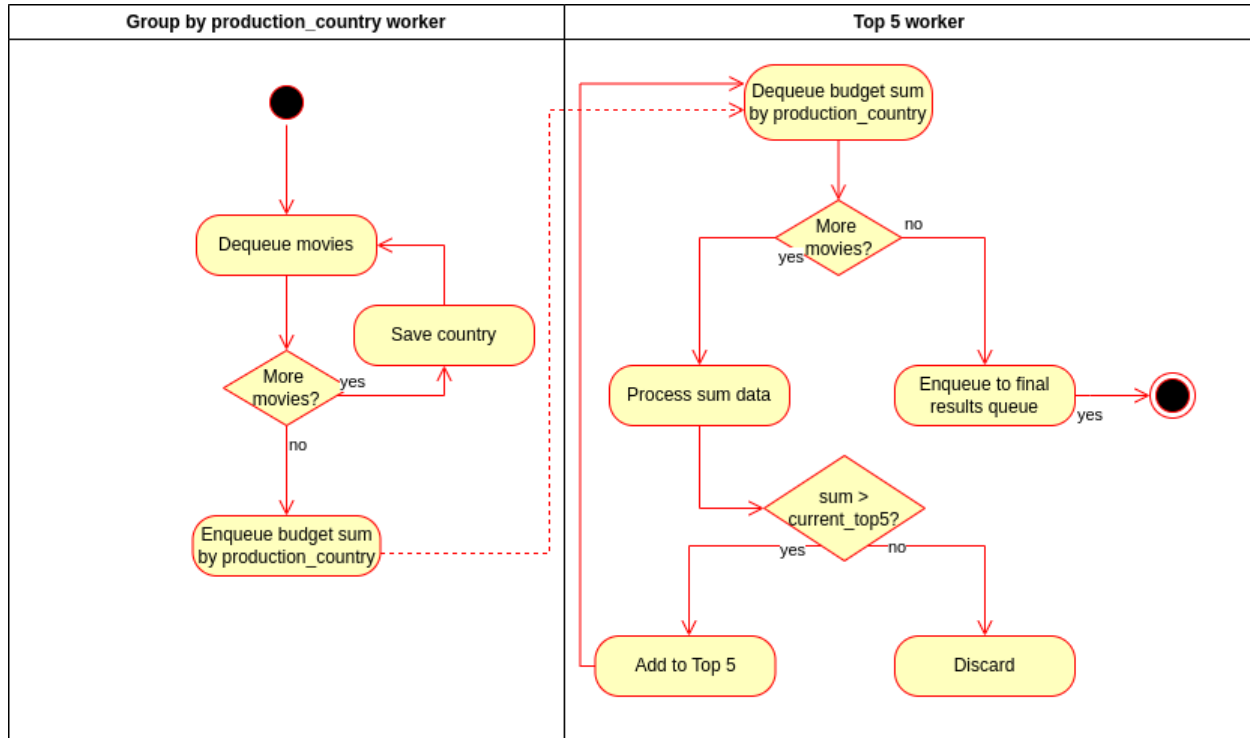 Group by production_country worker
Top 5 worker
Dequeue movies
Save country
More
movies?
yes
no
Enqueue budget sum
by production_country
Dequeue budget sum
by production_country
More
movies?
yes
no
Process sum data
Enqueue to final
results queue
yes
sum >
current_top5?
yes
no
Add to Top 5
Discard